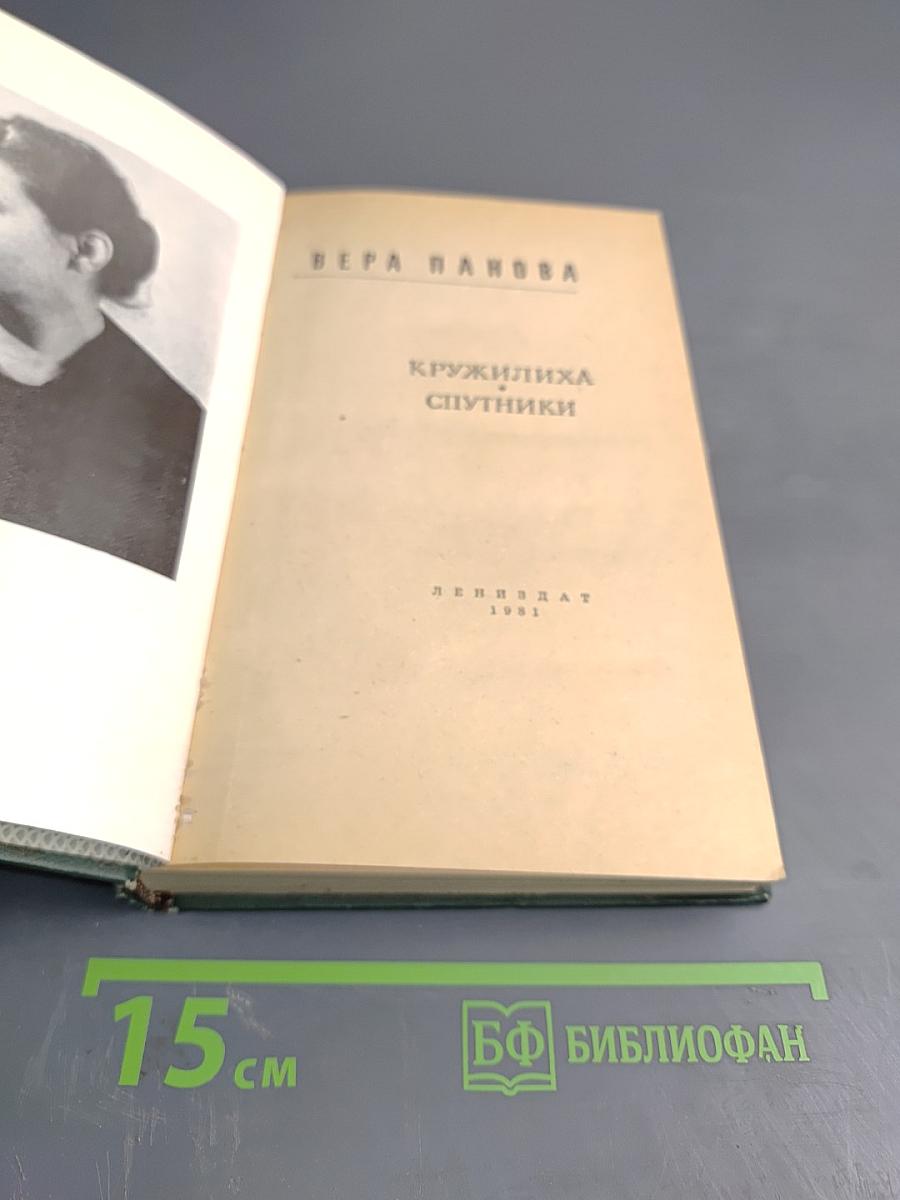 ВЕРА ПАНОВА
КРУЖИЛИХА
СПУТНИКИ
ЛЕНИЗДАТ
1981
15 см
БФ БИБЛИОФАН